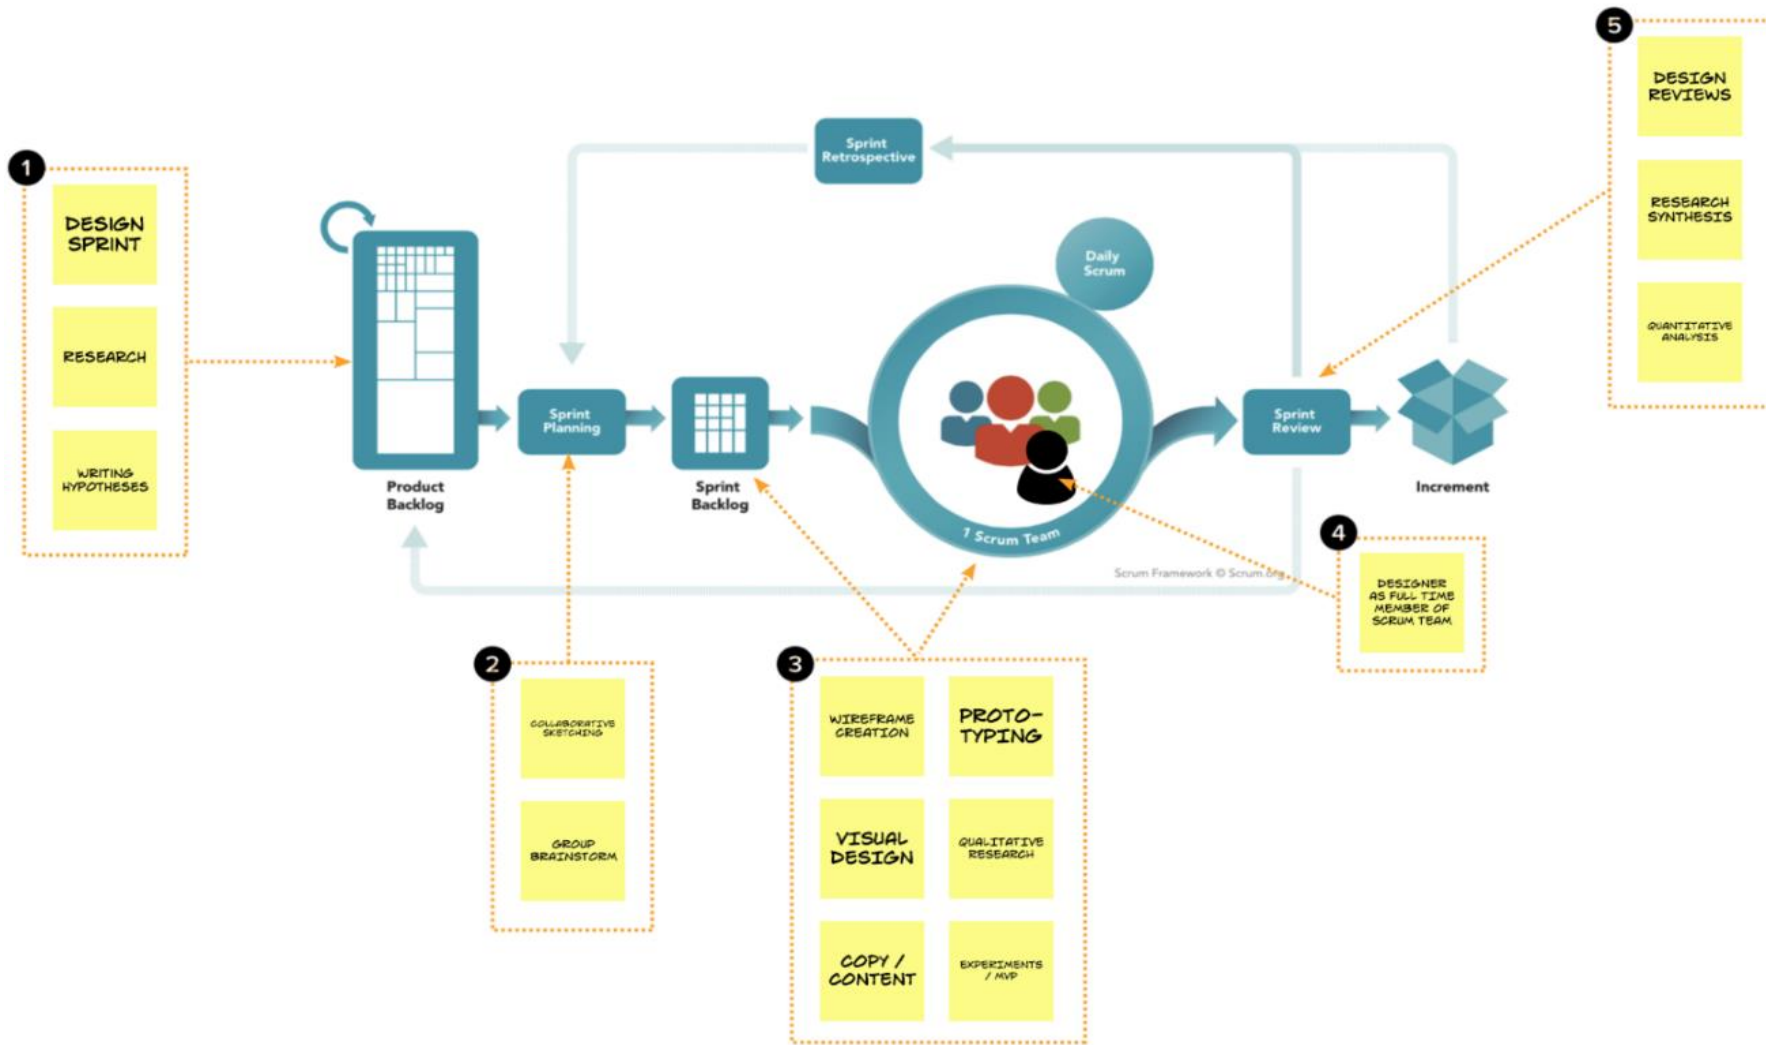 1
DESIGN
SPRINT
RESEARCH
WRITING
HYPOTHESES
Product
Backlog
Sprint
Planning
Sprint
Backlog
Sprint
Retrospective
Daily
Scrum
1 Scrum Team
Sprint
Review
Increment
Scrum Framework © Scrum.org
2
COLLABORATIVE
SKETCHING
GROUP
BRAINSTORM
3
WIREFRAME
CREATION
PROTO-
TYPING
VISUAL
DESIGN
QUALITATIVE
RESEARCH
COPY /
CONTENT
EXPERIMENTS
/ MVP
4
DESIGNER
AS FULL TIME
MEMBER OF
SCRUM TEAM
5
DESIGN
REVIEWS
RESEARCH
SYNTHESIS
QUANTITATIVE
ANALYSIS